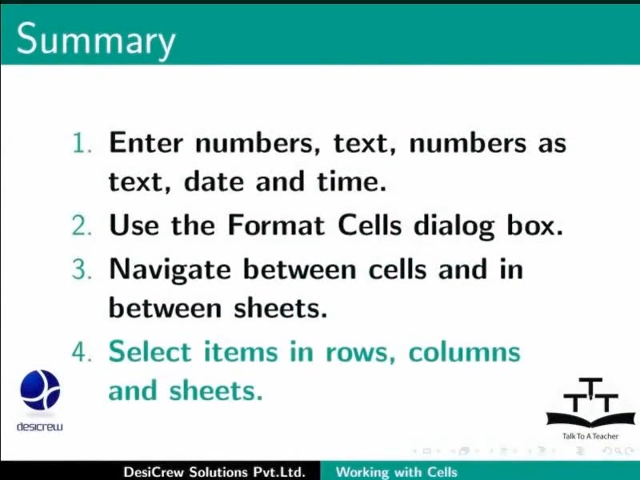 Summary
1. Enter numbers, text, numbers as
text, date and time.
2. Use the Format Cells dialog box.
3. Navigate between cells and in
between sheets.
4. Select items in rows, columns
and sheets.
desicrew
TTT
Talk To A Teacher
DesiCrew Solutions Pvt.Ltd. Working with Cells